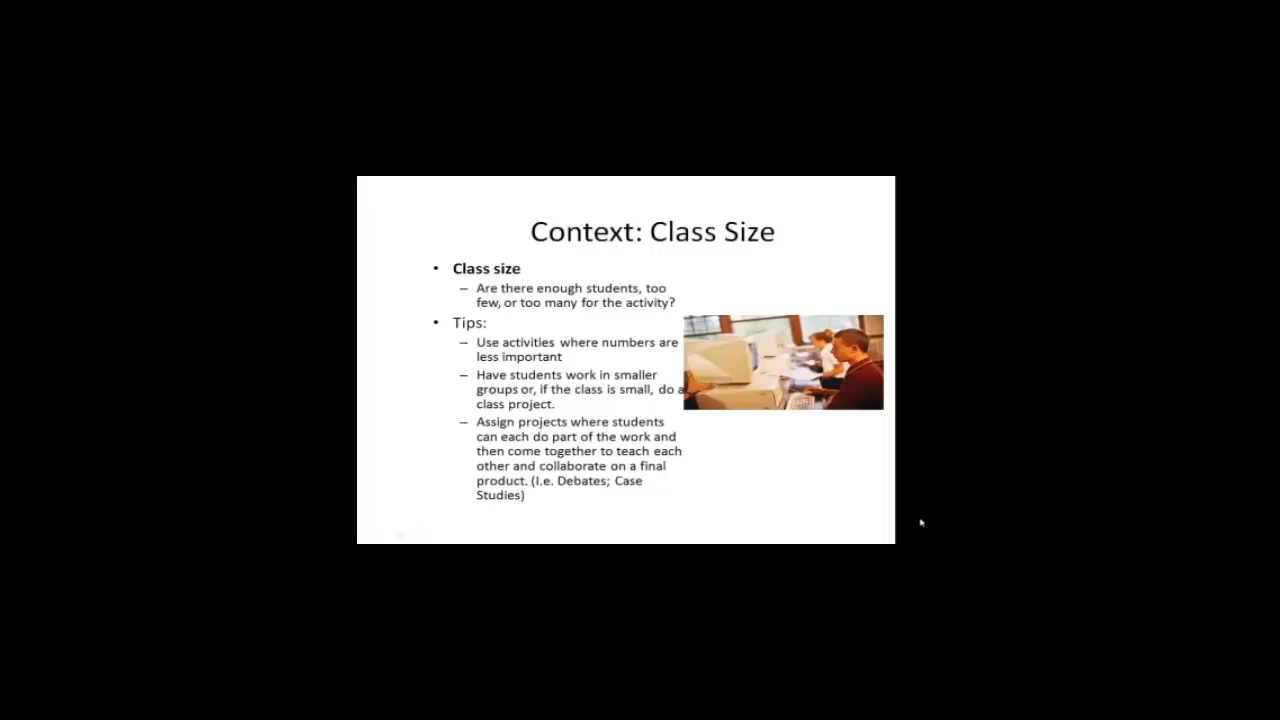 Context: Class Size
• Class size
– Are there enough students, too
few, or too many for the activity?
• Tips:
– Use activities where numbers are
less important
– Have students work in smaller
groups or, if the class is small, do a
class project.
– Assign projects where students
can each do part of the work and
then come together to teach each
other and collaborate on a final
product. (I.e. Debates; Case
Studies)